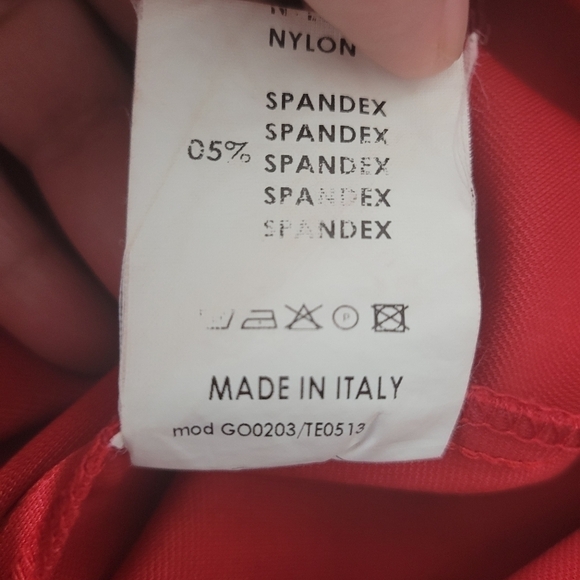 NYLON
SPANDEX
SPANDEX
05% SPANDEX
SPANDEX
SPANDEX
P
MADE IN ITALY
mod GO0203/TE0513